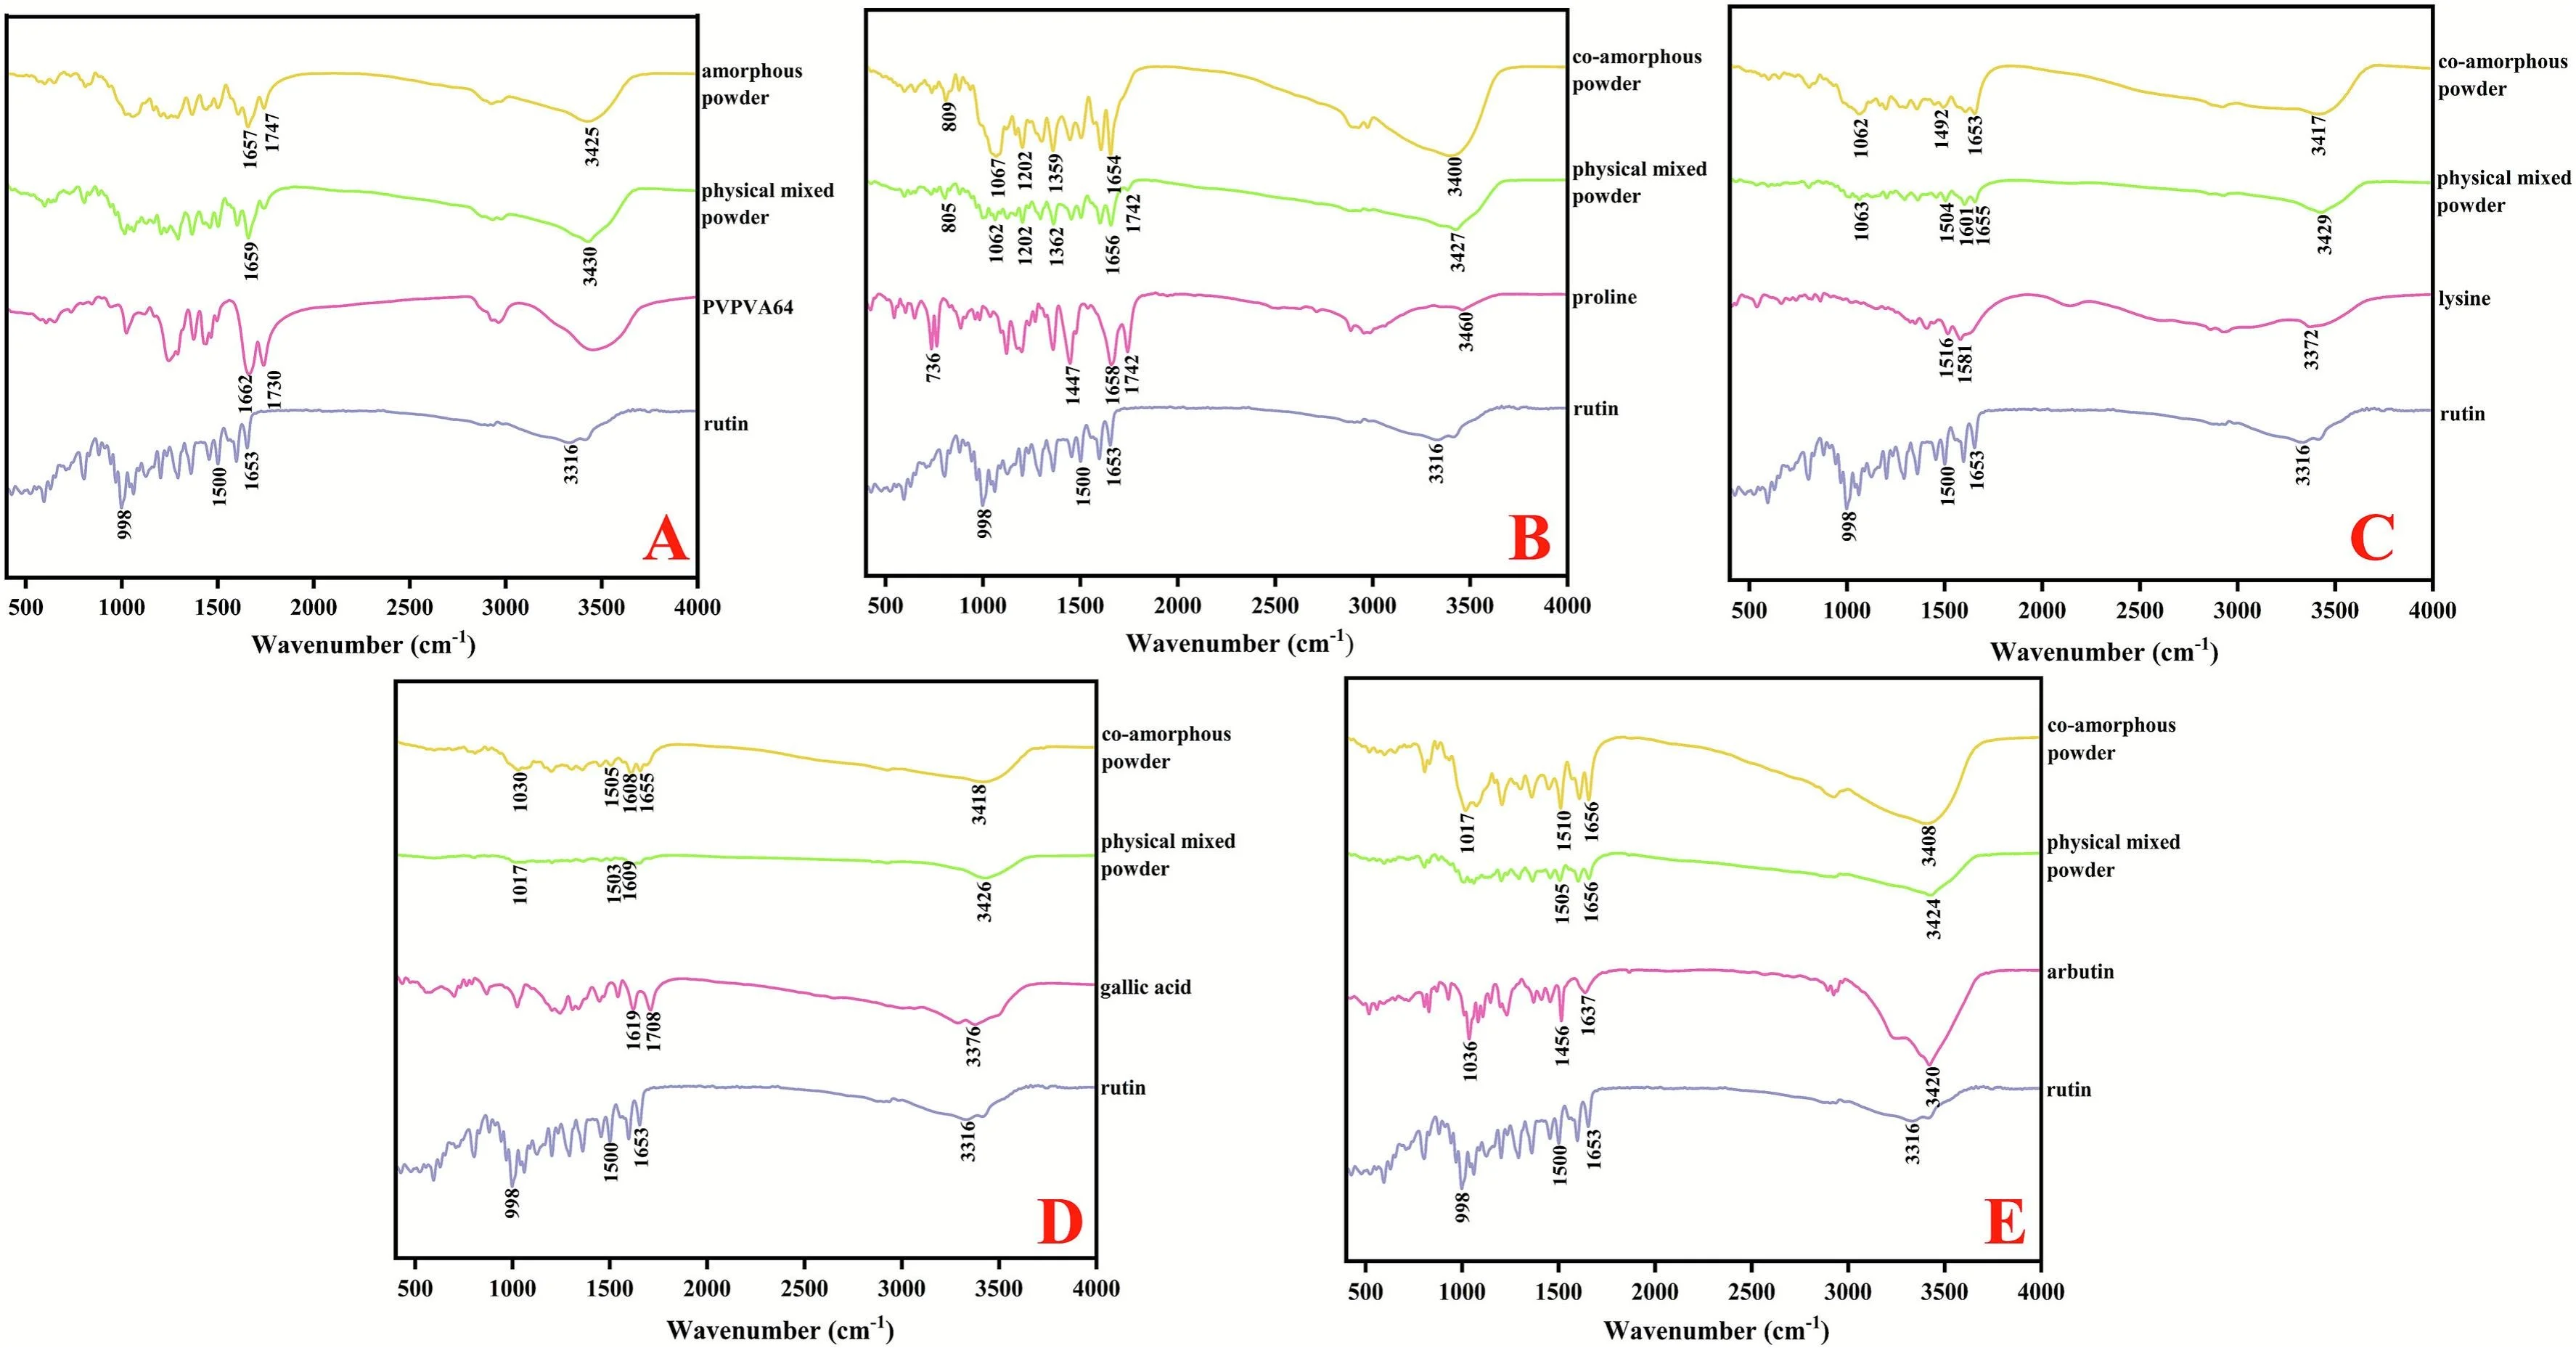 amorphous
powder
1657
1747
3425
physical mixed
powder
1659
3430
PVPVA64
1662
1730
rutin
998
1500
1653
3316
A
500 1000 1500 2000 2500 3000 3500 4000
Wavenumber (cm-1)
co-amorphous
powder
809
1067
1202
1359
1654
3400
physical mixed
powder
805
1062
1202
1362
1656
1742
3427
proline
736
1447
1658
1742
3460
rutin
998
1500
1653
3316
B
500 1000 1500 2000 2500 3000 3500 4000
Wavenumber (cm-1)
co-amorphous
powder
1062
1492
1653
3417
physical mixed
powder
1063
1504
1601
1655
3429
lysine
1516
1581
3372
rutin
998
1500
1653
3316
C
500 1000 1500 2000 2500 3000 3500 4000
Wavenumber (cm-1)
co-amorphous
powder
1030
1505
1608
1655
3418
physical mixed
powder
1017
1503
1609
3426
gallic acid
1619
1708
3376
rutin
998
1500
1653
3316
D
500 1000 1500 2000 2500 3000 3500 4000
Wavenumber (cm-1)
co-amorphous
powder
1017
1510
1656
3408
physical mixed
powder
1505
1656
3424
arbutin
1036
1456
1637
3420
rutin
998
1500
1653
3316
E
500 1000 1500 2000 2500 3000 3500 4000
Wavenumber (cm-1)